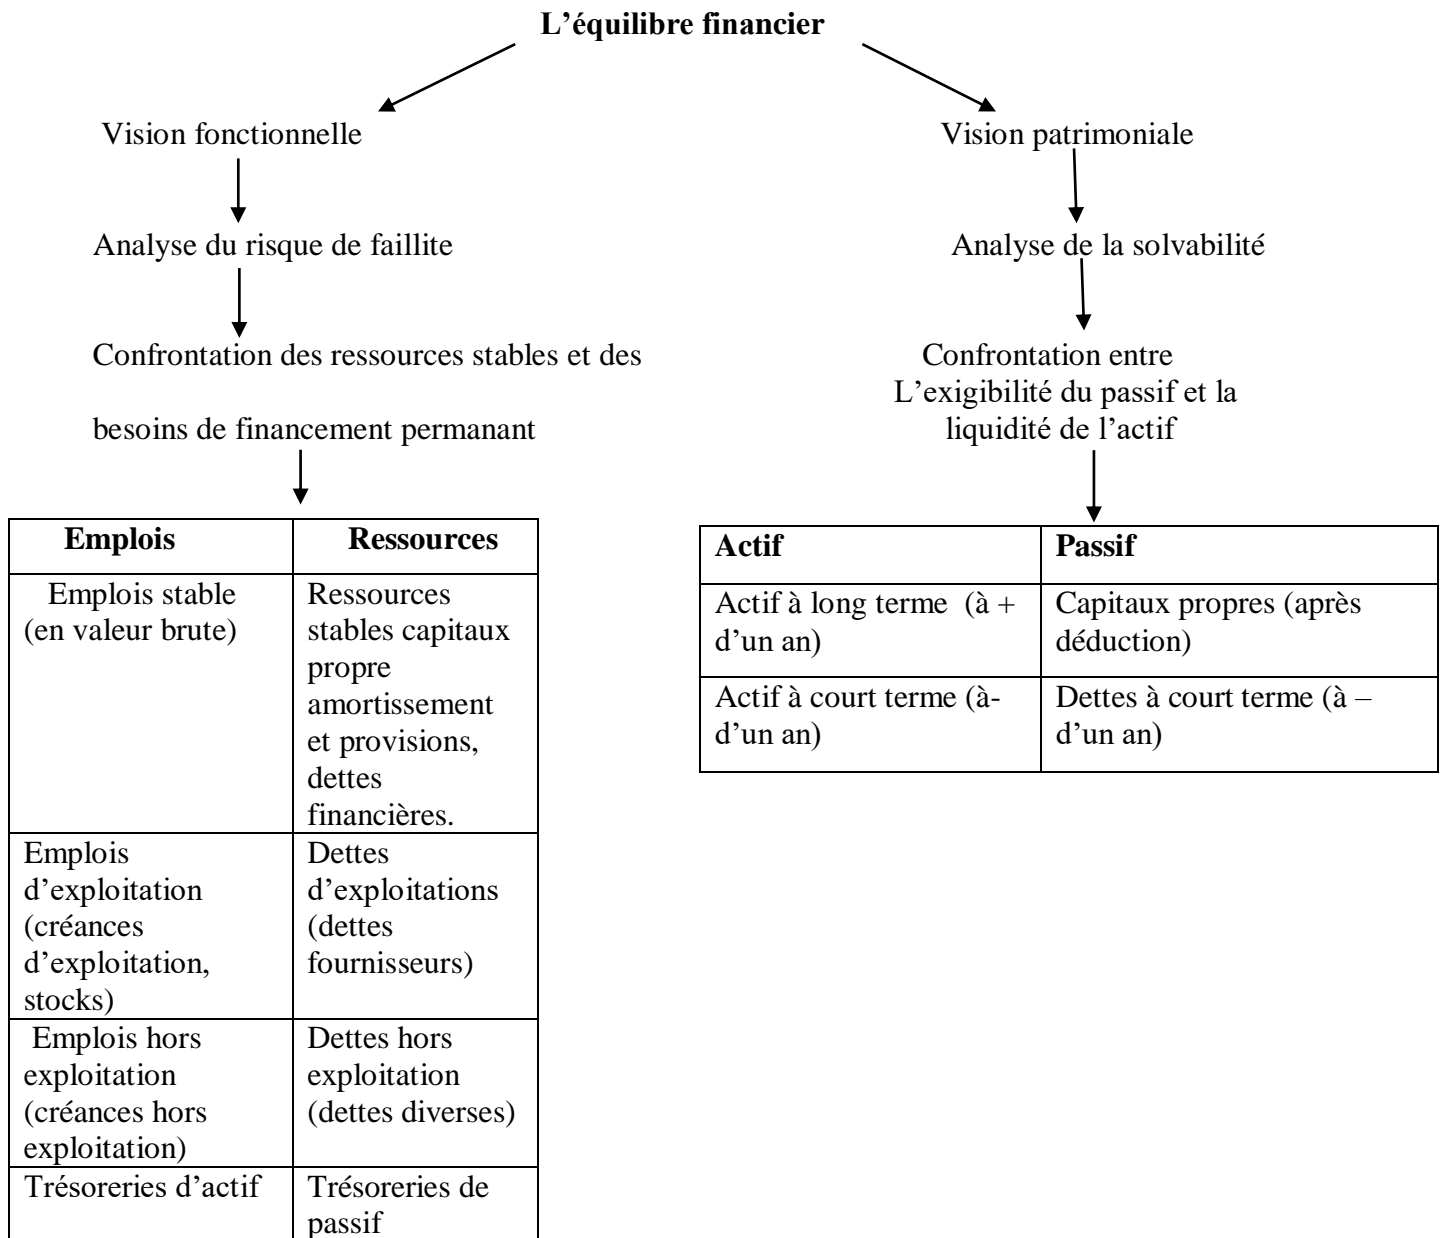 L’équilibre financier
Vision fonctionnelle
Vision patrimoniale
Analyse du risque de faillite
Analyse de la solvabilité
Confrontation des ressources stables et des
besoins de financement permanant
Confrontation entre
L’exigibilité du passif et la
liquidité de l’actif
Emplois
Ressources
Emplois stable
(en valeur brute)
Ressources
stables capitaux
propre
amortissement
et provisions,
dettes
financières.
Emplois
d’exploitation
(créances
d’exploitation,
stocks)
Dettes
d’exploitations
(dettes
fournisseurs)
Emplois hors
exploitation
(créances hors
exploitation)
Dettes hors
exploitation
(dettes diverses)
Trésoreries d’actif
Trésoreries de
passif
Actif
Passif
Actif à long terme (à +
d’un an)
Capitaux propres (après
déduction)
Actif à court terme (à-
d’un an)
Dettes à court terme (à –
d’un an)